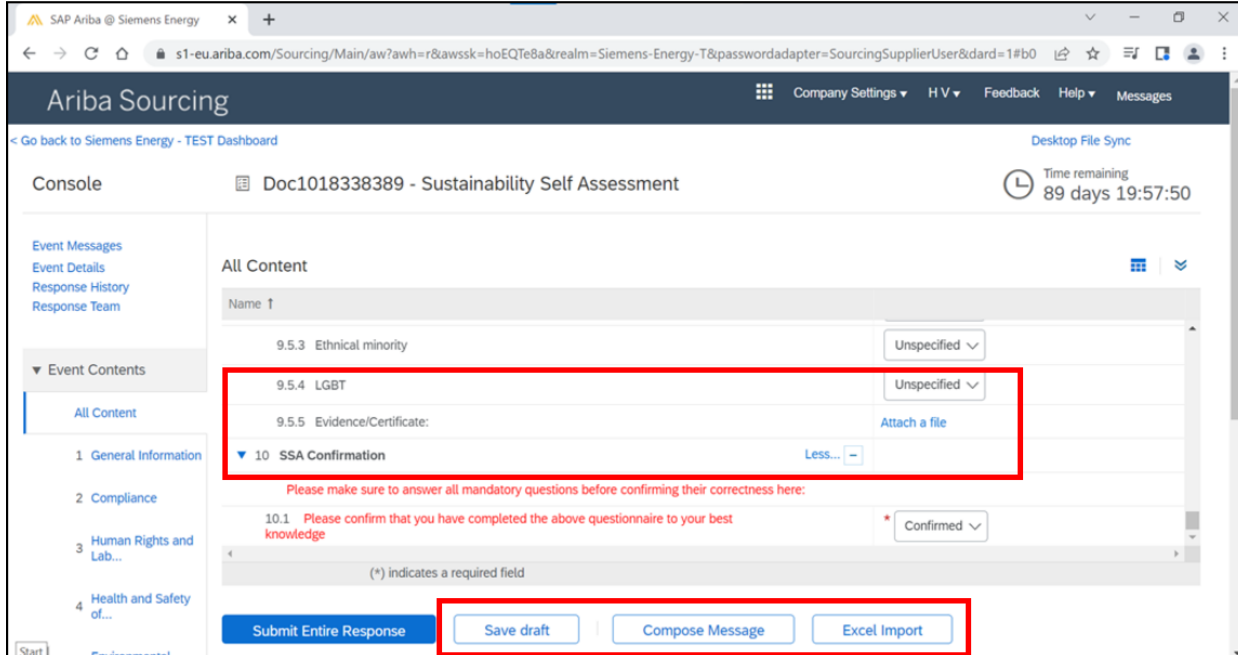 SAP Ariba @ Siemens Energy
s1-eu.ariba.com/Sourcing/Main/aw?awh=r&awssk=hoEQTe8a&realm=Siemens-Energy-T&passwordadapter=SourcingSupplierUser&dard=1#b0
Ariba Sourcing
Company Settings
H V
Feedback
Help
Messages
< Go back to Siemens Energy - TEST Dashboard
Desktop File Sync
Console
Doc1018338389 - Sustainability Self Assessment
Time remaining
89 days 19:57:50
Event Messages
Event Details
Response History
Response Team
Event Contents
All Content
1 General Information
2 Compliance
3 Human Rights and
Lab...
4 Health and Safety
of...
All Content
Name ↑
9.5.3 Ethnical minority
Unspecified
9.5.4 LGBT
Unspecified
9.5.5 Evidence/Certificate:
Attach a file
10 SSA Confirmation
Less...
Please make sure to answer all mandatory questions before confirming their correctness here:
10.1 Please confirm that you have completed the above questionnaire to your best
knowledge
* Confirmed
(*) indicates a required field
Submit Entire Response
Save draft
Compose Message
Excel Import
Start